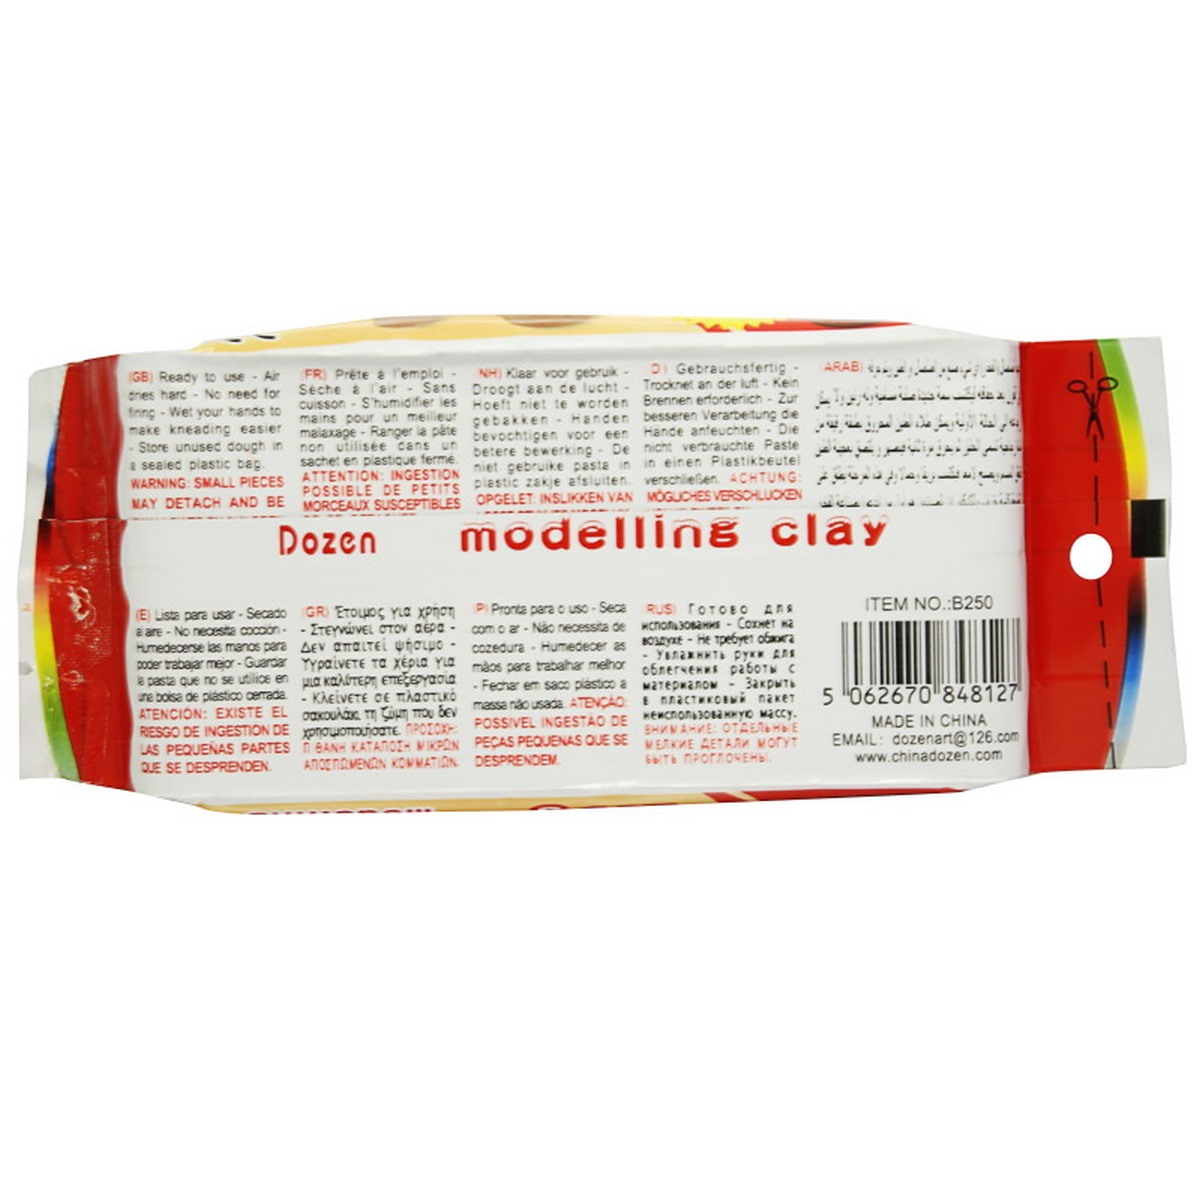 (GB) Ready to use - Air
dries hard - No need for
firing - Wet your hands to
make kneading easier
- Store unused dough in
a sealed plastic bag.
WARNING: SMALL PIECES
MAY DETACH AND BE
(FR) Prête à l'emploi -
Sèche à l'air - Sans
cuisson - S'humidifier les
mains pour un meilleur
malaxage - Ranger la pâte
non utilisée dans un
sachet en plastique fermé.
ATTENTION: INGESTION
POSSIBLE DE PETITS
MORCEAUX SUSCEPTIBLES
NH) Klaar voor gebruik -
Droogt aan de lucht -
Hoeft niet te worden
gebakken - Handen
bevochtigen voor een
betere bewerking - De
niet gebruikte pasta in
plastic zakje afsluiten.
OPGELET: INSLIKKEN VAN
(D) Gebrauchsfertig -
Trocknet an der luft - Kein
Brennen erforderlich - Zur
besseren Verarbeitung die
Hände anfeuchten - Die
nicht verbrauchte Paste
in einen Plastikbeutel
verschließen. ACHTUNG:
MÖGLICHES VERSCHLUCKEN
ARAB)
Dozen modelling clay
(E) Lista para usar - Secado
al aire - No necesita cocción -
Humedecerse las manos para
poder trabajar mejor - Guardar
la pasta que no se utilice en
una bolsa de plástico cerrada.
ATENCIÓN: EXISTE EL
RIESGO DE INGESTIÓN DE
LAS PEQUEÑAS PARTES
QUE SE DESPRENDEN.
(GR) Έτοιμος για χρήση
- Στεγνώνει στον αέρα -
Δεν απαιτεί ψήσιμο -
Υγραίνετε τα χέρια για
μια καλύτερη επεξεργασία
- Κλείνετε σε πλαστικό
σακουλάκι τη ζύμη που δεν
χρησιμοποιήσατε. ΠΡΟΣΟΧΗ:
ΠΙΘΑΝΗ ΚΑΤΑΠΟΣΗ ΜΙΚΡΩΝ
ΑΠΟΣΠΩΜΕΝΩΝ ΚΟΜΜΑΤΙΩΝ.
(P) Pronta para o uso - Seca
com o ar - Não necessita de
cozedura - Humedecer as
mãos para trabalhar melhor
- Fechar em saco plástico a
massa não usada. ATENÇÃO:
POSSIVEL INGESTÃO DE
PEÇAS PEQUENAS QUE SE
DESPRENDEM.
(RUS) Готово для
использования - Сохнет на
воздухе - Не требует обжига
- Увлажнить руки для
облегчения работы с
материалом - Закрыть
в пластиковый пакет
неиспользованную массу.
ВНИМАНИЕ: ОТДЕЛЬНЫЕ
МЕЛКИЕ ДЕТАЛИ МОГУТ
БЫТЬ ПРОГЛОЧЕНЫ.
ITEM NO.:B250
5 062670 848127
MADE IN CHINA
EMAIL: dozenart@126.com
www.chinadozen.com